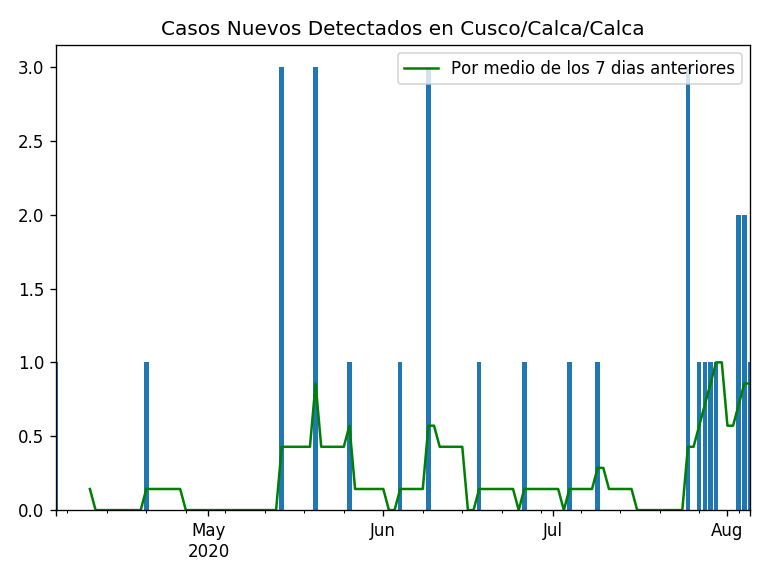 Casos Nuevos Detectados en Cusco/Calca/Calca
Por medio de los 7 dias anteriores
3.0
2.5
2.0
1.5
1.0
0.5
0.0
May
2020
Jun
Jul
Aug